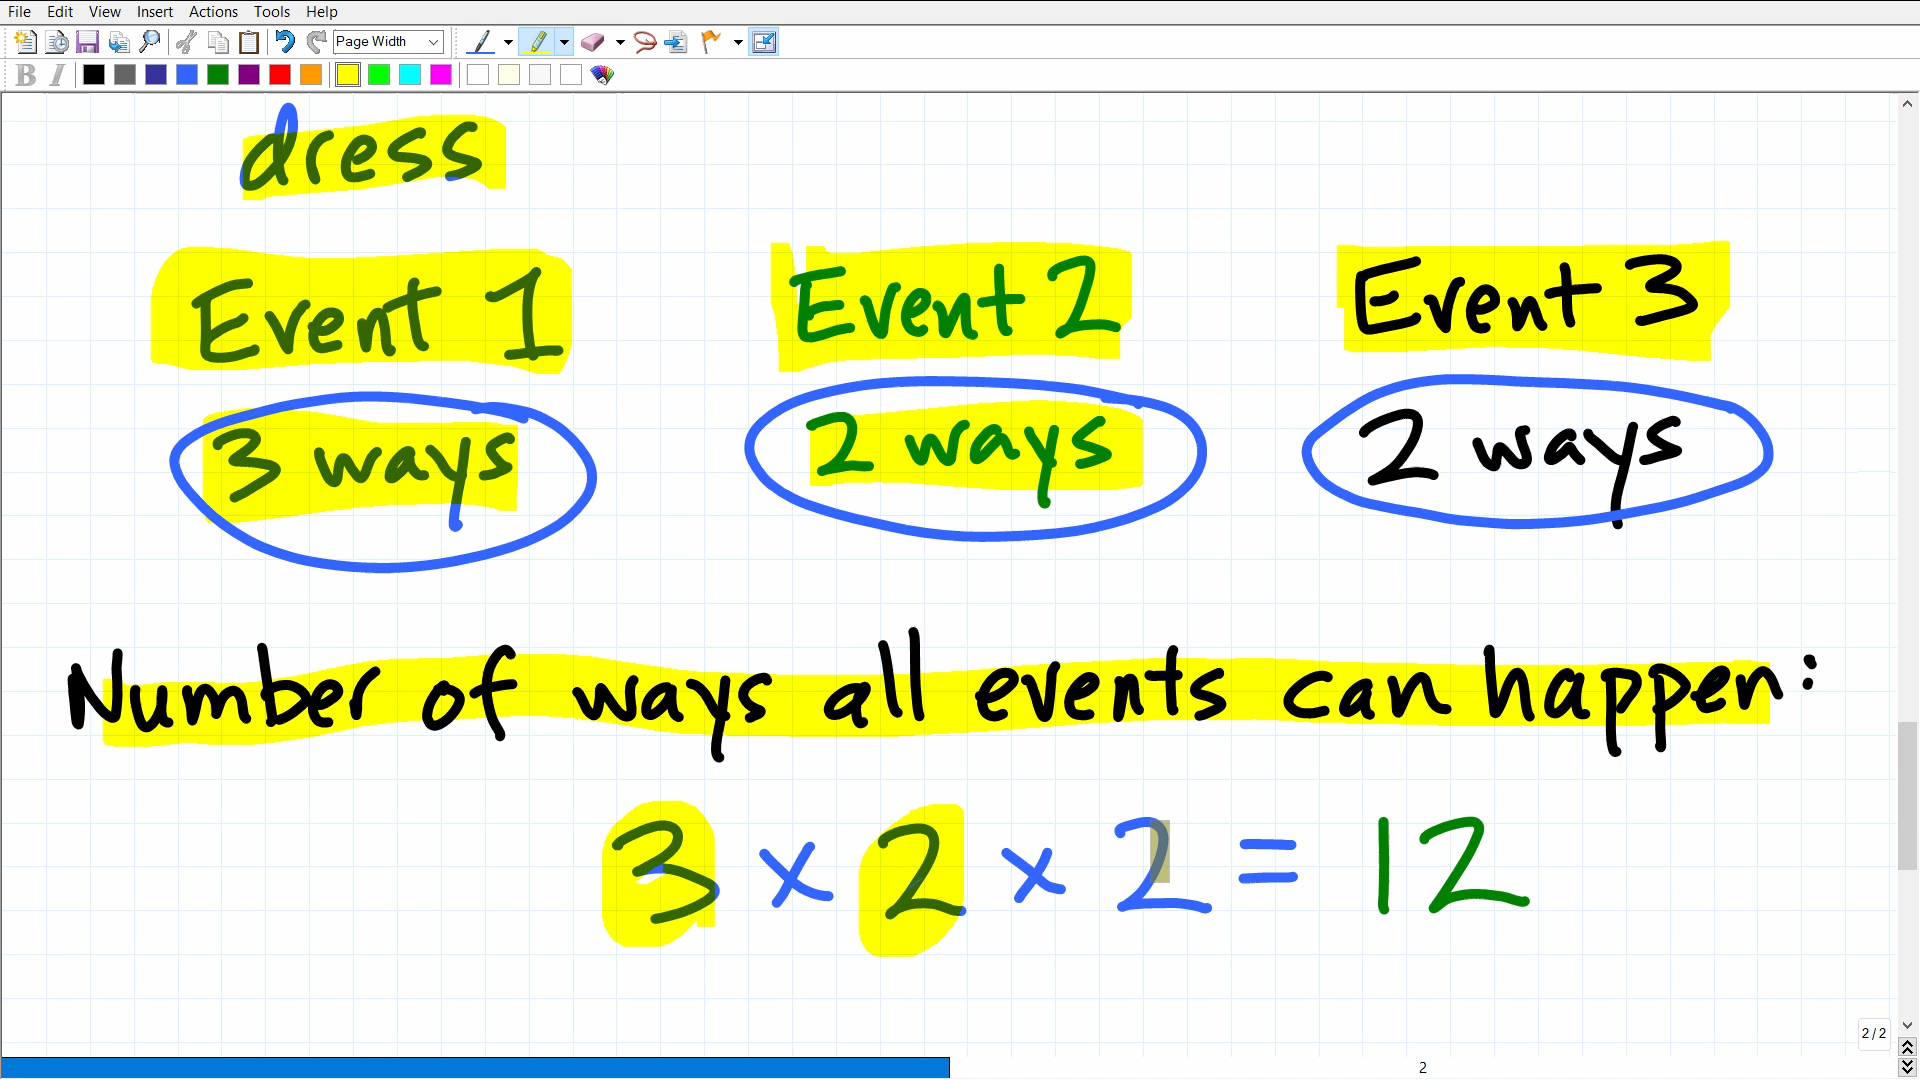 File Edit View Insert Actions Tools Help
Page Width
B I
dress
Event 1 Event 2 Event 3
3 ways 2 ways 2 ways
Number of ways all events can happen:
3 x 2 x 2 = 12
2 / 2
2